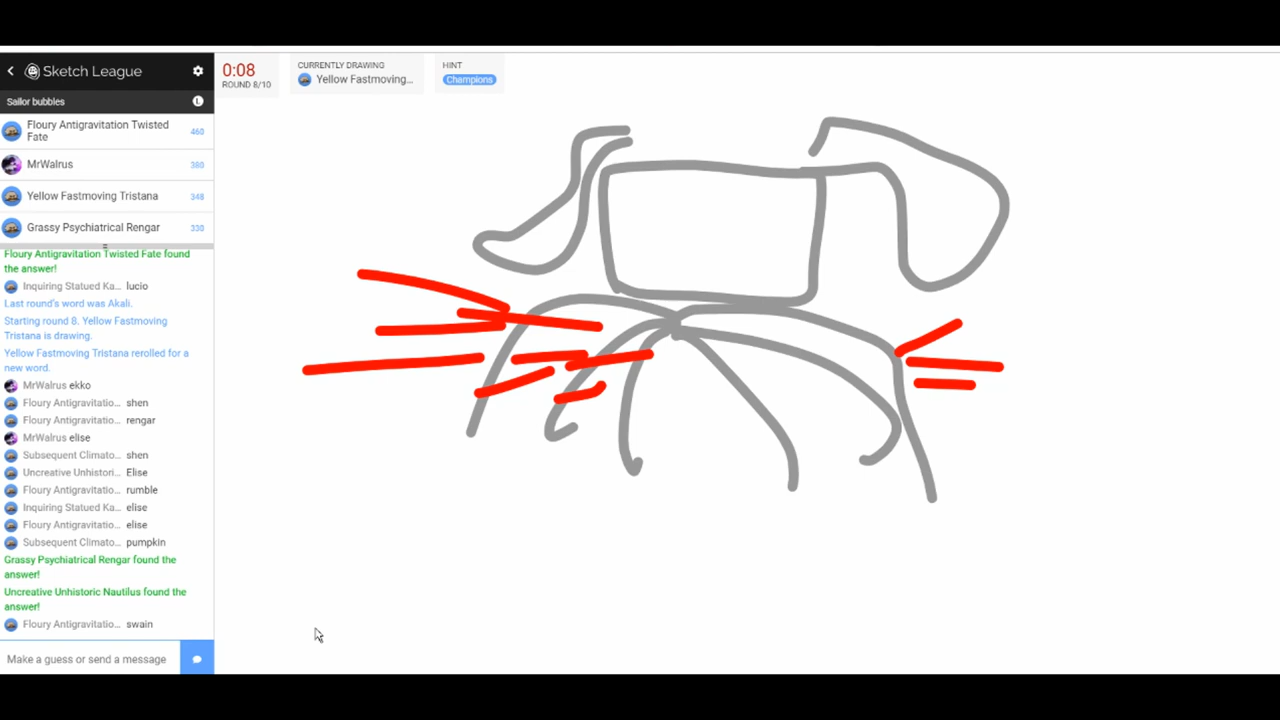 Sketch League
0:08
ROUND 8/10
CURRENTLY DRAWING
Yellow Fastmoving...
HINT
Champions
Sailor bubbles
L
Floury Antigravitation Twisted
Fate
460
MrWalrus
380
Yellow Fastmoving Tristana
348
Grassy Psychiatrical Rengar
330
Floury Antigravitation Twisted Fate found
the answer!
Inquiring Statued Ka... lucio
Last round's word was Akali.
Starting round 8. Yellow Fastmoving
Tristana is drawing.
Yellow Fastmoving Tristana rerolled for a
new word.
MrWalrus ekko
Floury Antigravitatio... shen
Floury Antigravitatio... rengar
MrWalrus elise
Subsequent Climato... shen
Uncreative Unhistori... Elise
Floury Antigravitatio... rumble
Inquiring Statued Ka... elise
Floury Antigravitatio... elise
Subsequent Climato... pumpkin
Grassy Psychiatrical Rengar found the
answer!
Uncreative Unhistoric Nautilus found the
answer!
Floury Antigravitatio... swain
Make a guess or send a message